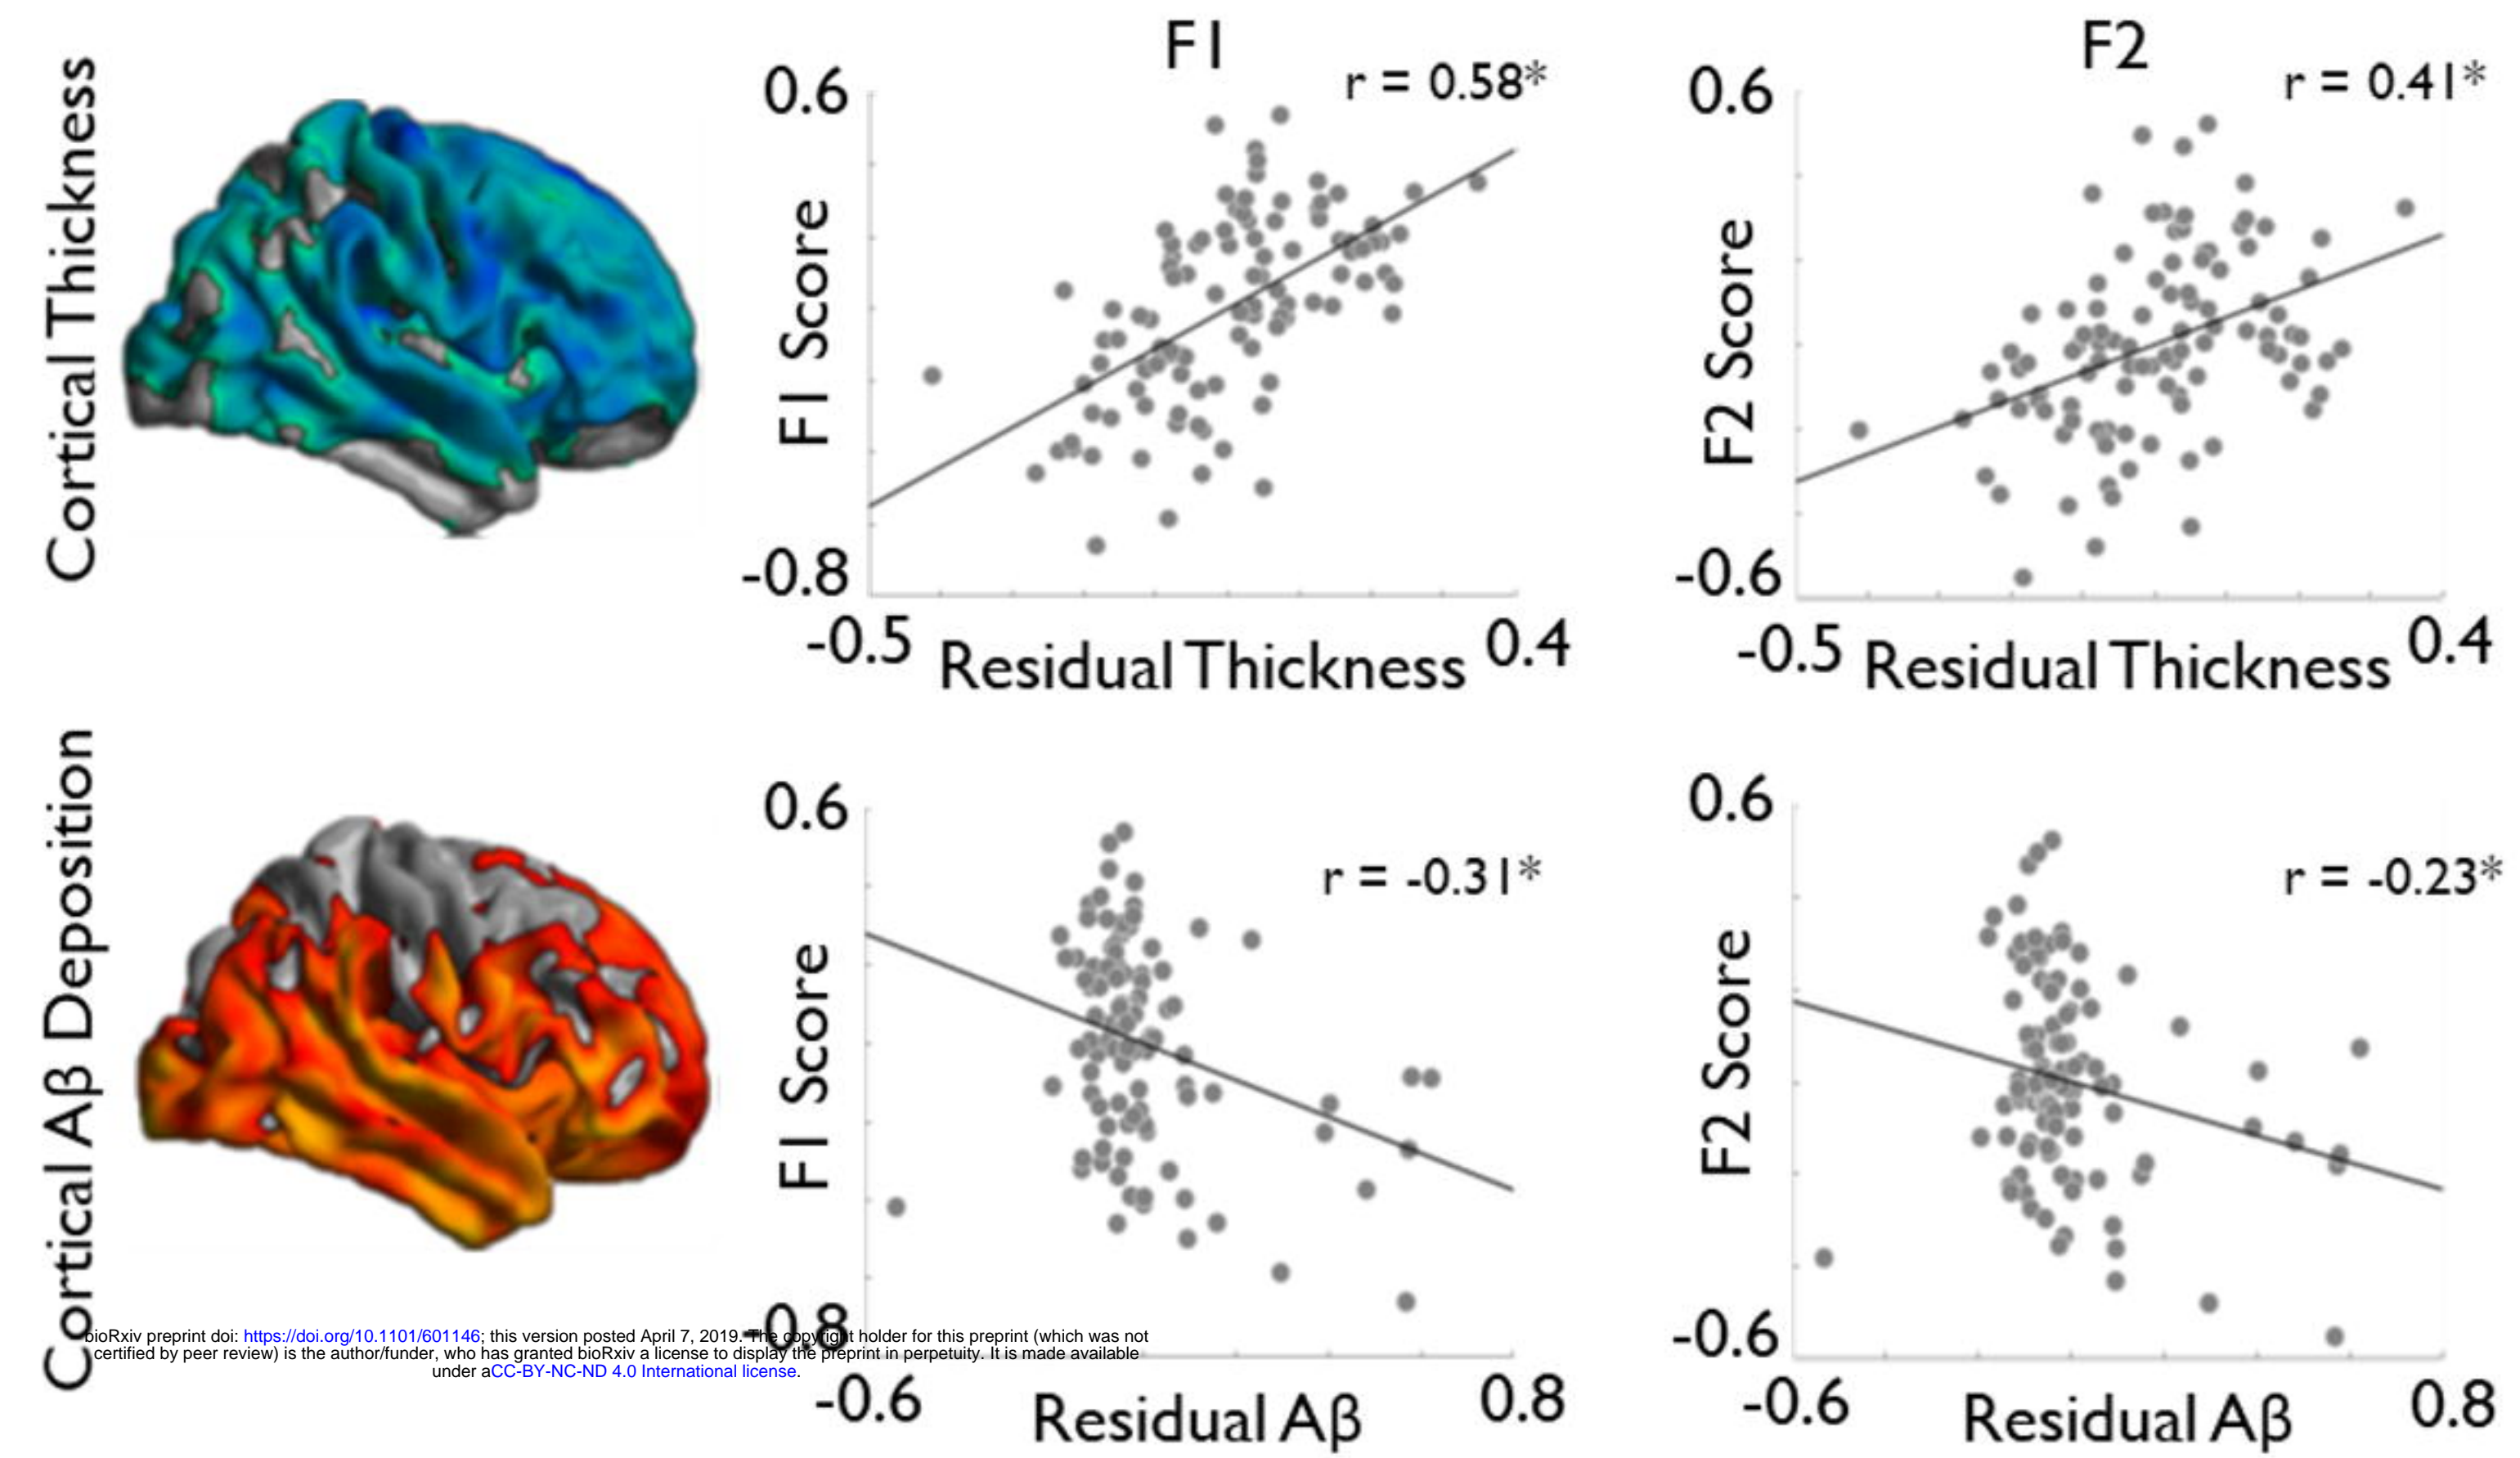 Cortical Thickness
F1
r = 0.58*
0.6
F1 Score
-0.8
-0.5
Residual Thickness
0.4
F2
r = 0.41*
0.6
F2 Score
-0.6
-0.5
Residual Thickness
0.4
Cortical Aβ Deposition
0.6
r = -0.31*
F1 Score
-0.8
-0.6
Residual Aβ
0.8
0.6
r = -0.23*
F2 Score
-0.6
-0.6
Residual Aβ
0.8
bioRxiv preprint doi: https://doi.org/10.1101/601146; this version posted April 7, 2019. The copyright holder for this preprint (which was not
certified by peer review) is the author/funder, who has granted bioRxiv a license to display the preprint in perpetuity. It is made available
under aCC-BY-NC-ND 4.0 International license.